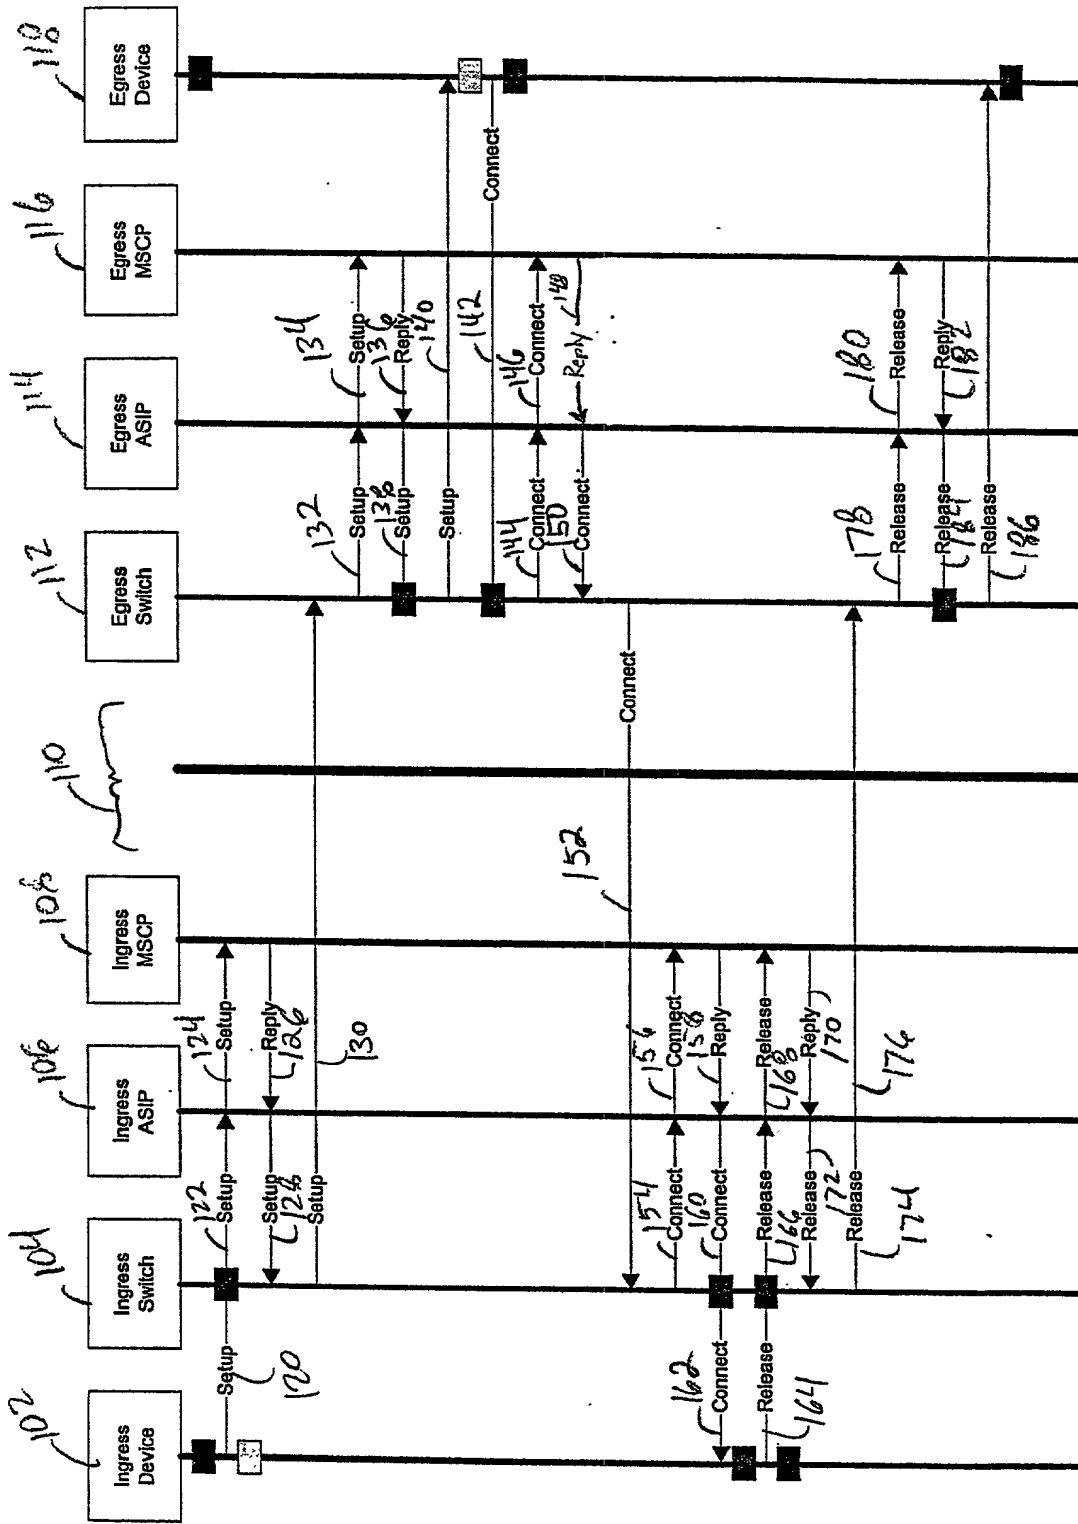 102
104
106
108
110
112
114
116
118
Ingress
Device
Ingress
Switch
Ingress
ASIP
Ingress
MSCP
Egress
Switch
Egress
ASIP
Egress
MSCP
Egress
Device
Setup
120
122
Setup
124
Setup
Reply
126
Setup
128
Setup
130
132
Setup
134
Setup
136
Reply
138
Setup
140
Setup
142
Connect
144
Connect
146
Connect
148
Reply
150
Connect
152
Connect
154
Connect
156
Connect
158
Reply
160
Connect
162
Connect
Release
164
Release
166
Release
168
Reply
170
Release
172
Release
174
176
178
Release
180
Release
Reply
182
Release
184
Release
186